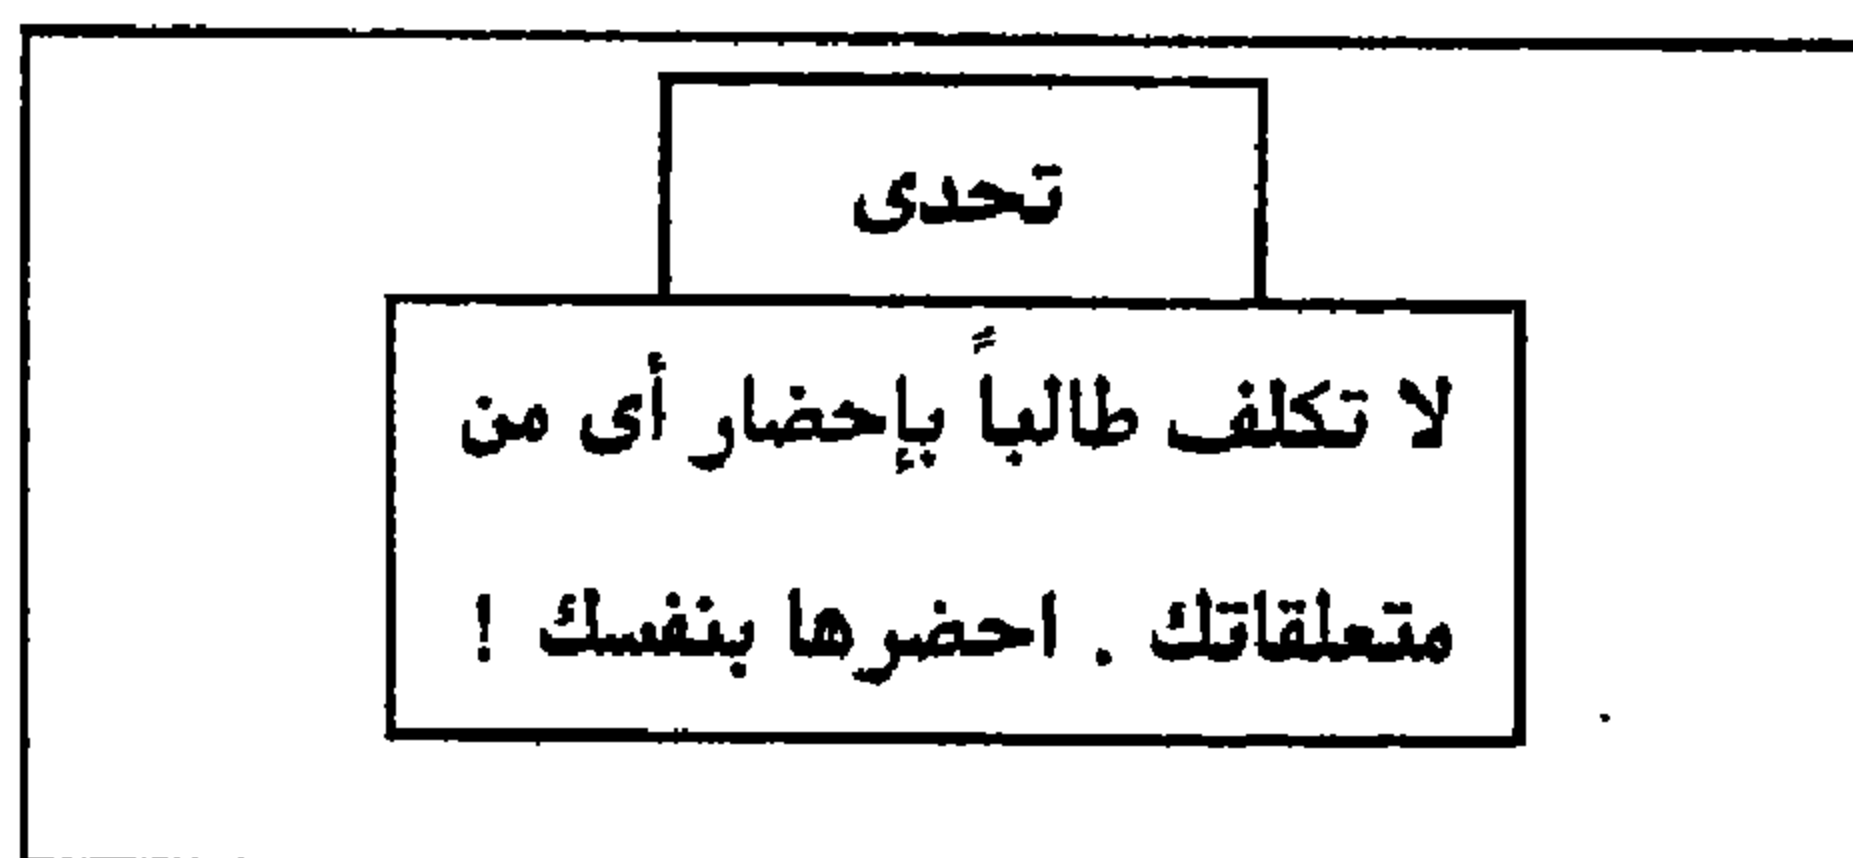 تحدى
لا تكلف طالباً بإحضار أى من
متعلقاتك . احضرها بنفسك !